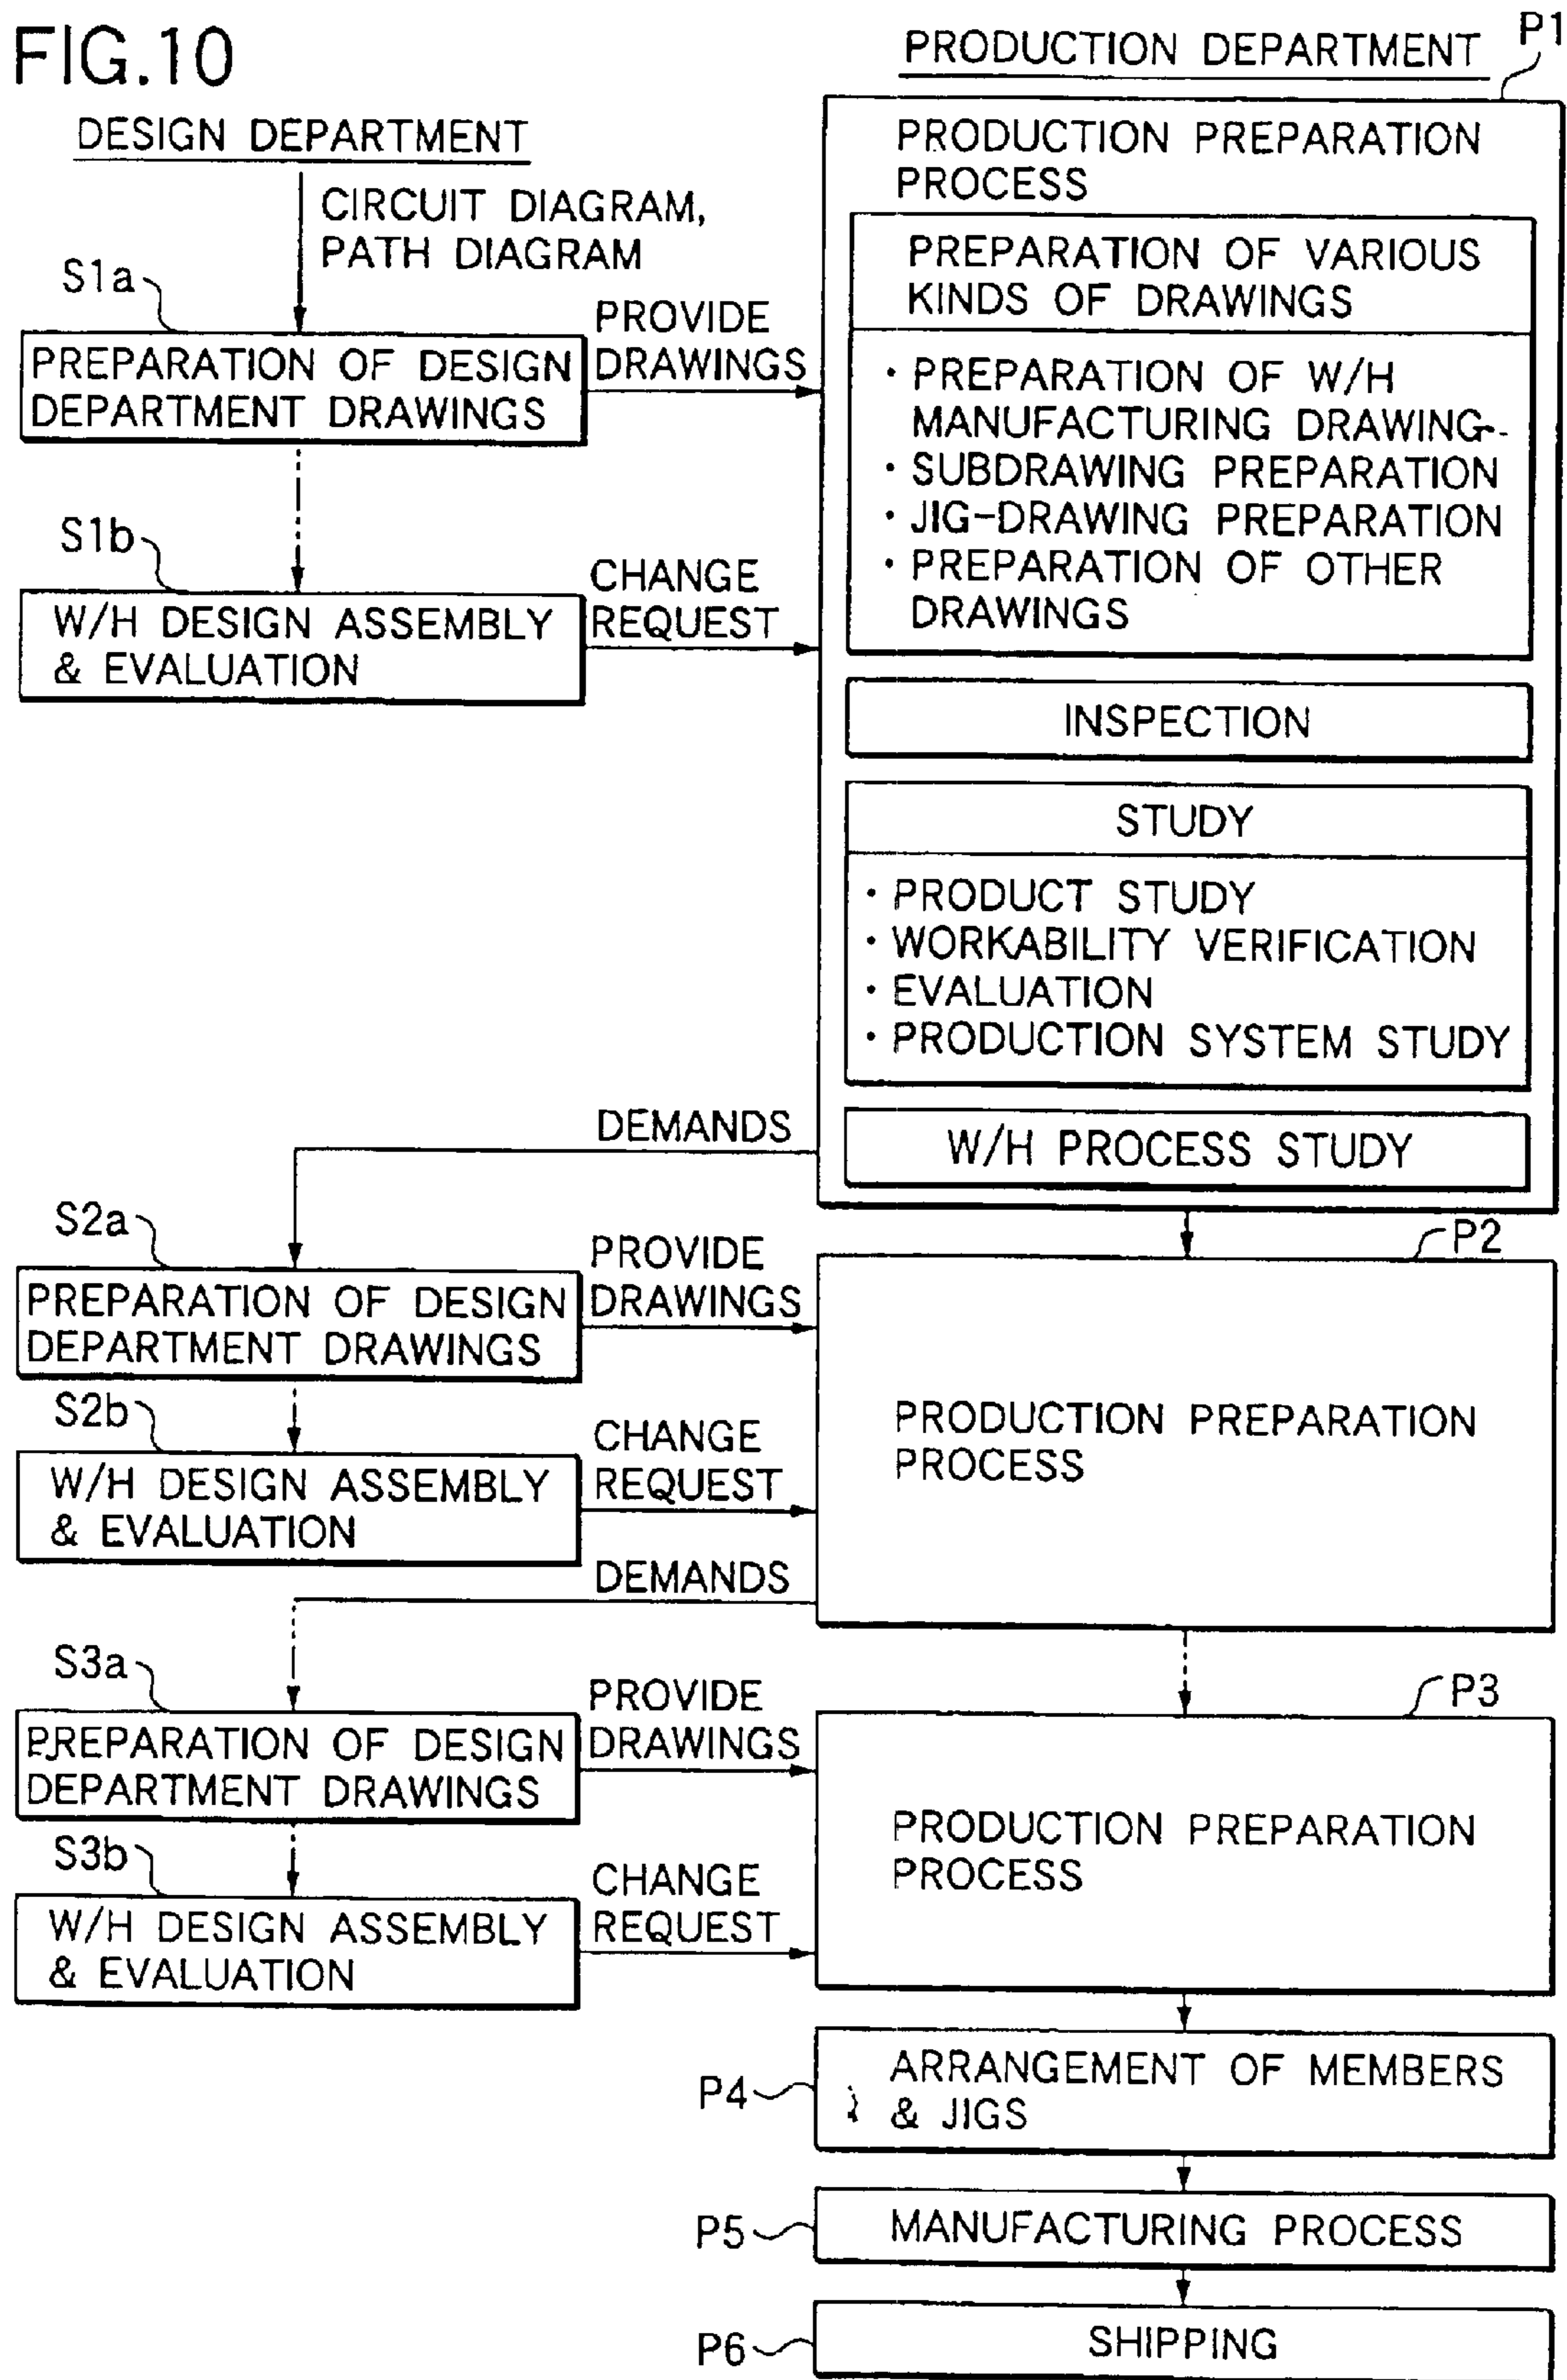 FIG.10
PRODUCTION DEPARTMENT
P1
DESIGN DEPARTMENT
CIRCUIT DIAGRAM,
PATH DIAGRAM
PRODUCTION PREPARATION
PROCESS
PREPARATION OF VARIOUS
KINDS OF DRAWINGS
· PREPARATION OF W/H
MANUFACTURING DRAWING
· SUBDRAWING PREPARATION
· JIG-DRAWING PREPARATION
· PREPARATION OF OTHER
DRAWINGS
INSPECTION
STUDY
· PRODUCT STUDY
· WORKABILITY VERIFICATION
· EVALUATION
· PRODUCTION SYSTEM STUDY
W/H PROCESS STUDY
S1a
PREPARATION OF DESIGN
DEPARTMENT DRAWINGS
PROVIDE
DRAWINGS
S1b
W/H DESIGN ASSEMBLY
& EVALUATION
CHANGE
REQUEST
DEMANDS
S2a
PREPARATION OF DESIGN
DEPARTMENT DRAWINGS
PROVIDE
DRAWINGS
P2
PRODUCTION PREPARATION
PROCESS
S2b
W/H DESIGN ASSEMBLY
& EVALUATION
CHANGE
REQUEST
DEMANDS
S3a
PREPARATION OF DESIGN
DEPARTMENT DRAWINGS
PROVIDE
DRAWINGS
P3
PRODUCTION PREPARATION
PROCESS
S3b
W/H DESIGN ASSEMBLY
& EVALUATION
CHANGE
REQUEST
P4
ARRANGEMENT OF MEMBERS
& JIGS
P5
MANUFACTURING PROCESS
P6
SHIPPING